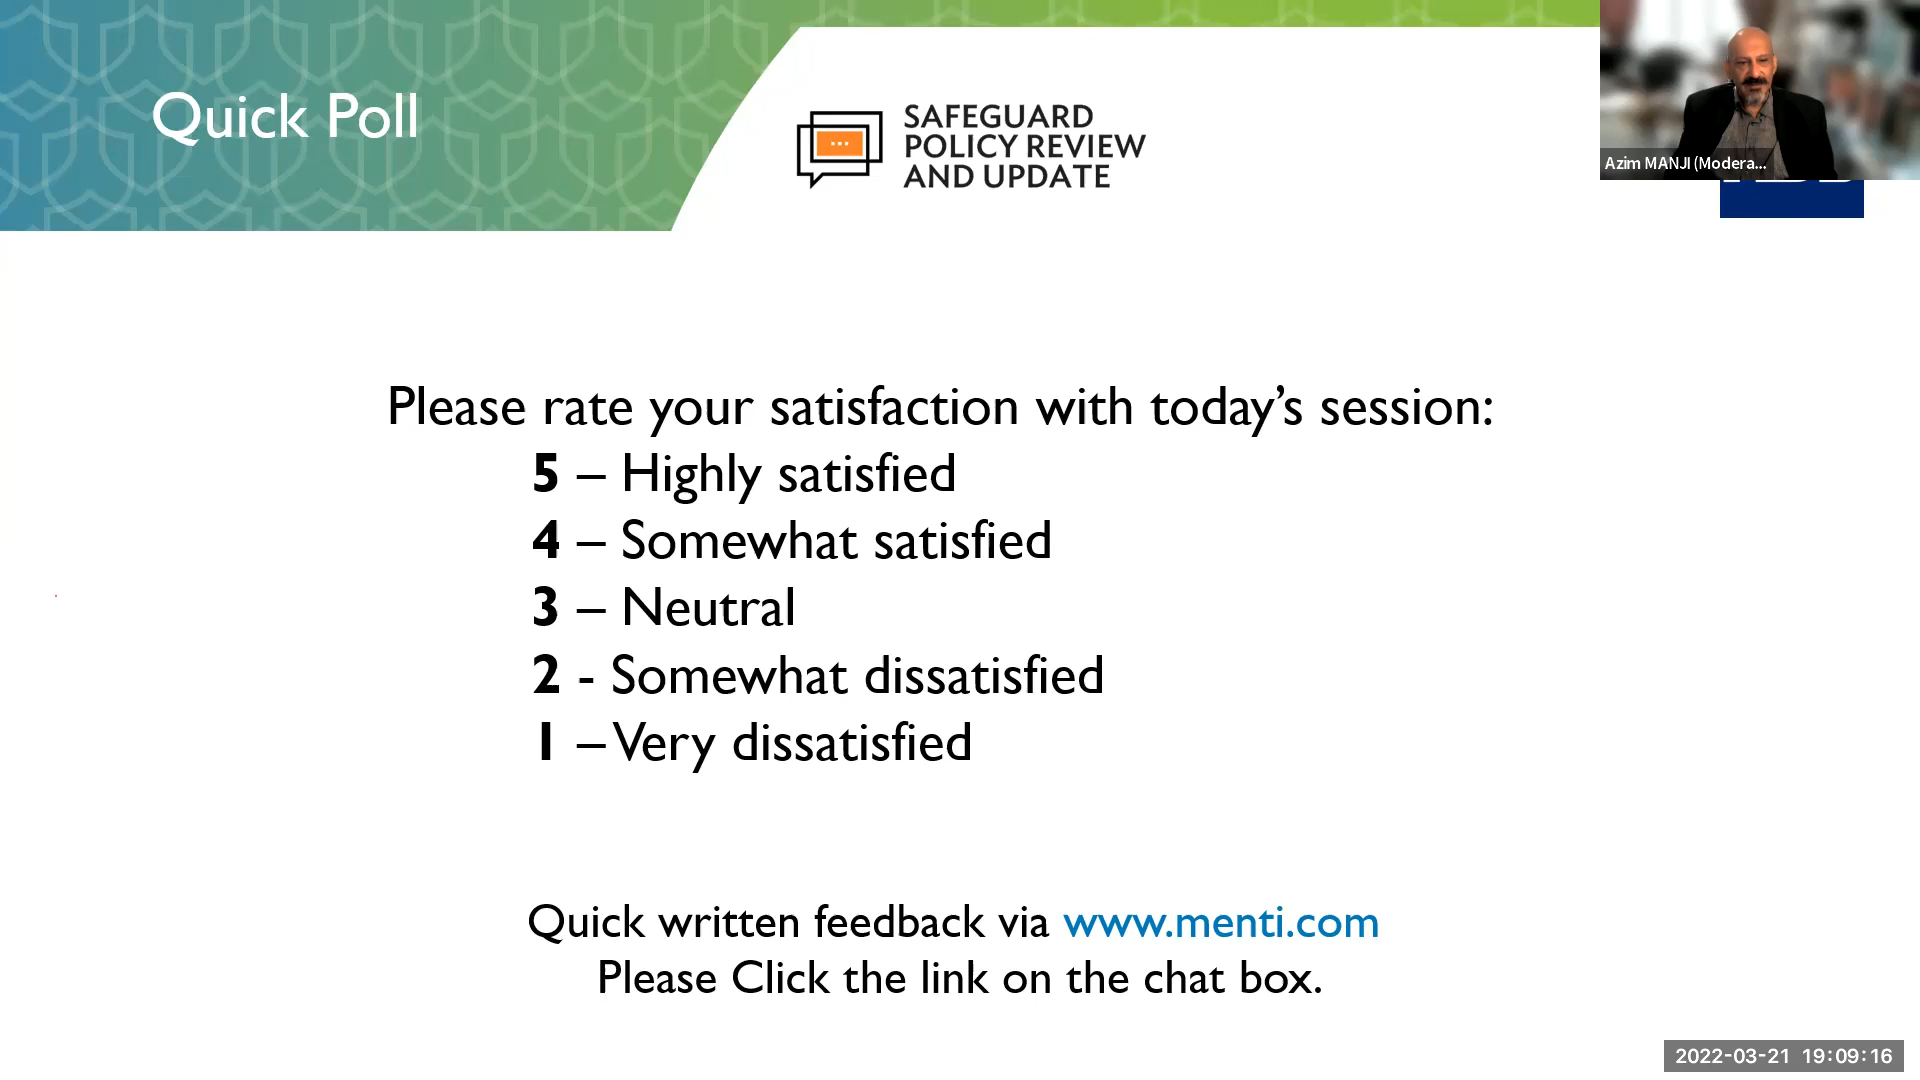 Quick Poll
SAFEGUARD
POLICY REVIEW
AND UPDATE
Azim MANJI (Modera...
Please rate your satisfaction with today’s session:
5 – Highly satisfied
4 – Somewhat satisfied
3 – Neutral
2 - Somewhat dissatisfied
1 – Very dissatisfied
Quick written feedback via www.menti.com
Please Click the link on the chat box.
2022-03-21 19:09:16